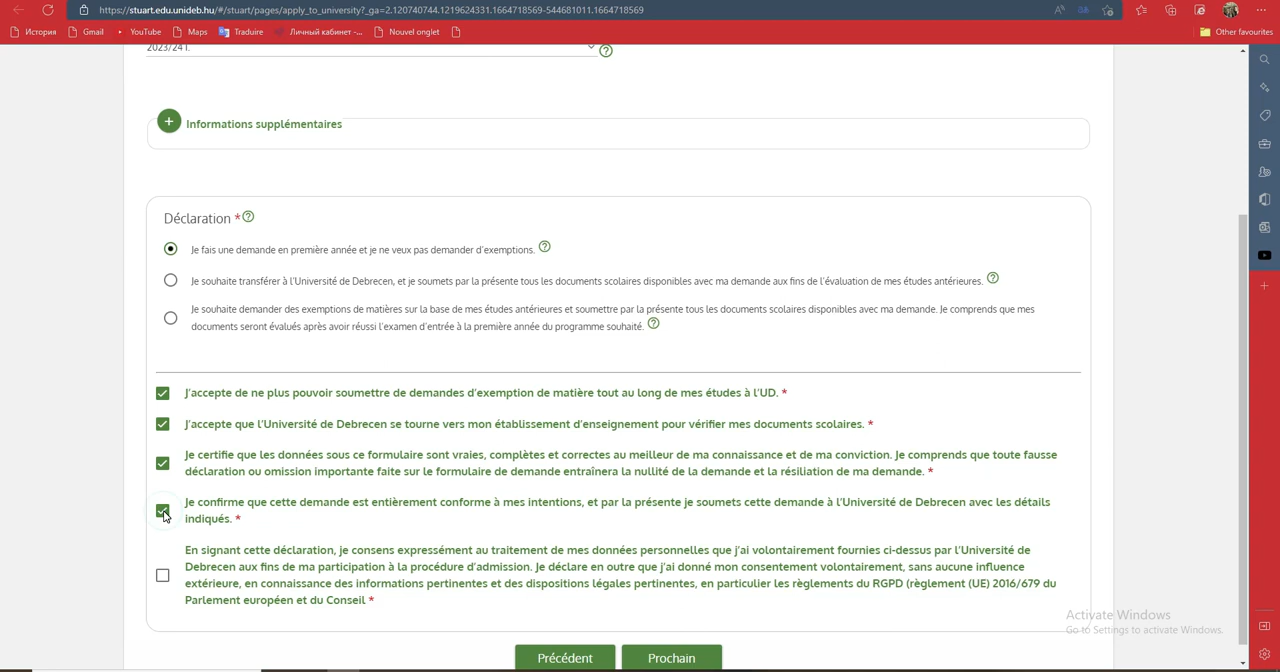 https://stuart.edu.unideb.hu/#/stuart/pages/apply_to_university?_ga=2.120740744.1219624331.1664718569-544681011.1664718569
История Gmail YouTube Maps Traduire Личный кабинет -... Nouvel onglet Other favourites
2023/24 I.
Informations supplémentaires
Déclaration *
Je fais une demande en première année et je ne veux pas demander d'exemptions.
Je souhaite transférer à l'Université de Debrecen, et je soumets par la présente tous les documents scolaires disponibles avec ma demande aux fins de l'évaluation de mes études antérieures.
Je souhaite demander des exemptions de matières sur la base de mes études antérieures et soumettre par la présente tous les documents scolaires disponibles avec ma demande. Je comprends que mes
documents seront évalués après avoir réussi l'examen d'entrée à la première année du programme souhaité.
J'accepte de ne plus pouvoir soumettre de demandes d'exemption de matière tout au long de mes études à l'UD. *
J'accepte que l'Université de Debrecen se tourne vers mon établissement d'enseignement pour vérifier mes documents scolaires. *
Je certifie que les données sous ce formulaire sont vraies, complètes et correctes au meilleur de ma connaissance et de ma conviction. Je comprends que toute fausse
déclaration ou omission importante faite sur le formulaire de demande entraînera la nullité de la demande et la résiliation de ma demande. *
Je confirme que cette demande est entièrement conforme à mes intentions, et par la présente je soumets cette demande à l'Université de Debrecen avec les détails
indiqués. *
En signant cette déclaration, je consens expressément au traitement de mes données personnelles que j'ai volontairement fournies ci-dessus par l'Université de
Debrecen aux fins de ma participation à la procédure d'admission. Je déclare en outre que j'ai donné mon consentement volontairement, sans aucune influence
extérieure, en connaissance des informations pertinentes et des dispositions légales pertinentes, en particulier les règlements du RGPD (règlement (UE) 2016/679 du
Parlement européen et du Conseil *
Activate Windows
Go to Settings to activate Windows.
Précédent Prochain